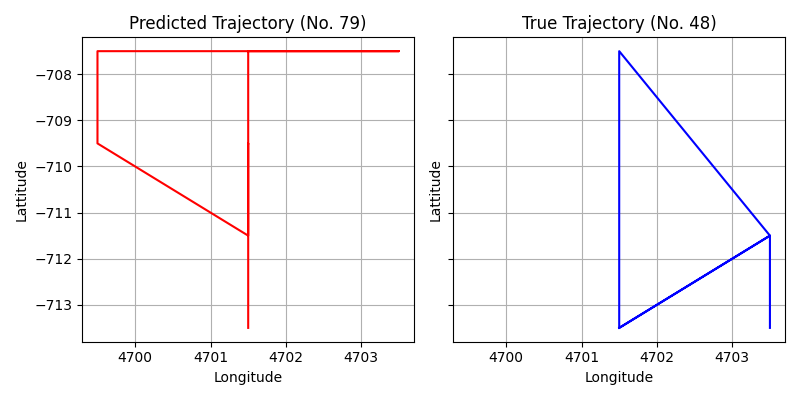 Predicted Trajectory (No. 79)
True Trajectory (No. 48)
Lattitude
−708
−709
−710
−711
−712
−713
4700 4701 4702 4703
Longitude
Lattitude
4700 4701 4702 4703
Longitude